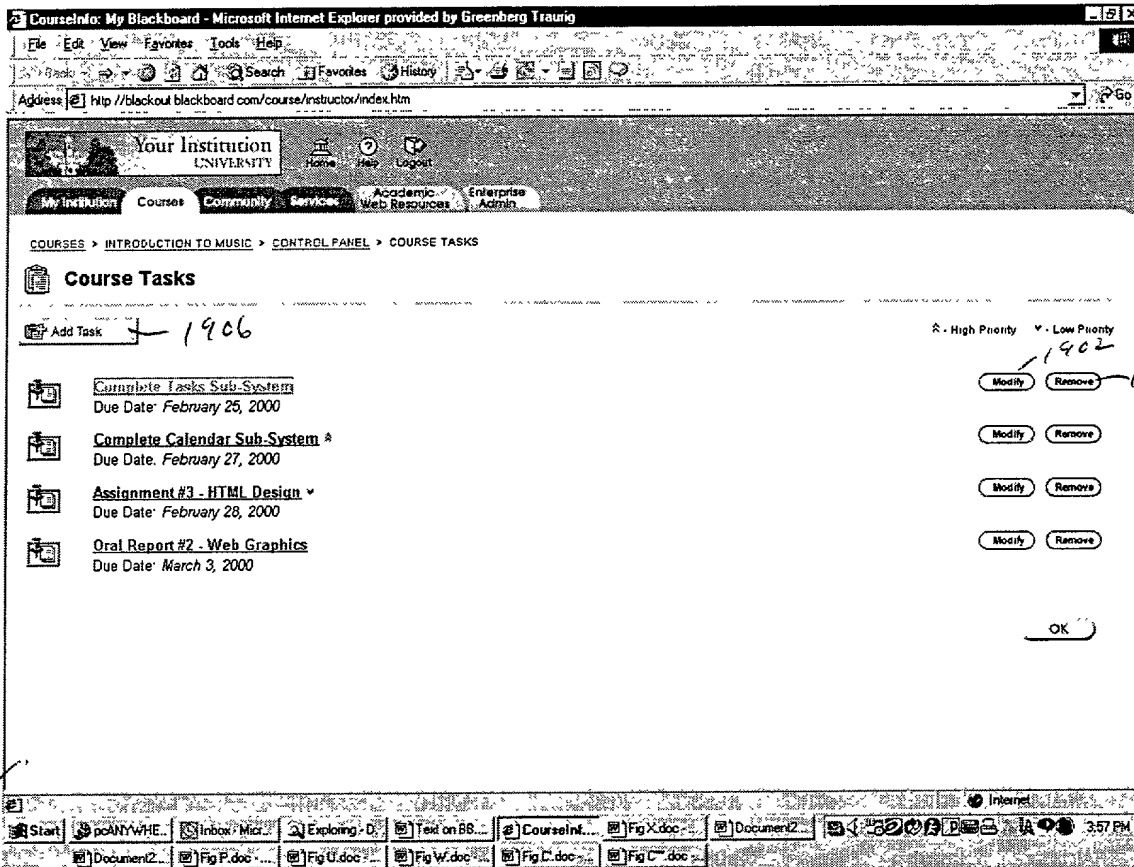 CourseInfo: My Blackboard - Microsoft Internet Explorer provided by Greenberg Traurig
File Edit View Favorites Tools Help
Back Search Favorites History
Address http://blackout blackboard com/course/instructor/index.htm Go
Your Institution
UNIVERSITY
Home Help Logout
My Institution Courses Community Services Academic Web Resources Enterprise Admin
COURSES > INTRODUCTION TO MUSIC > CONTROL PANEL > COURSE TASKS
Course Tasks
Add Task 1906
- High Priority - Low Priority
1902
Complete Tasks Sub-System Modify Remove
Due Date: February 25, 2000
Complete Calendar Sub-System Modify Remove
Due Date. February 27, 2000
Assignment #3 - HTML Design Modify Remove
Due Date: February 28, 2000
Oral Report #2 - Web Graphics Modify Remove
Due Date: March 3, 2000
OK
Internet
Start pcANYWHE... Inbox - Micr... Exploring - D... Text on BB.... CourseInf... Fig X.doc -... Document2... 3:57 PM
Document2... Fig P.doc -... Fig U.doc -... Fig W.doc -... Fig C.doc -...